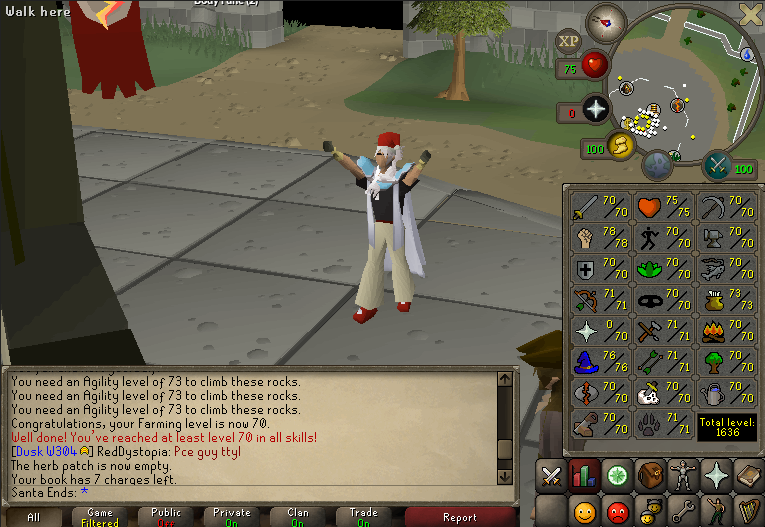 Walk here
XP
75
0
100
100
70/70 75/75 70/70
78/78 70/70 70/70
70/70 70/70 70/70
71/71 70/70 73/73
0/70 71/71 70/70
76/76 71/71 70/70
70/70 70/70 70/70
70/70 71/71 Total level:
1636
You need an Agility level of 73 to climb these rocks.
You need an Agility level of 73 to climb these rocks.
You need an Agility level of 73 to climb these rocks.
Congratulations, your Farming level is now 70.
Well done! You've reached at least level 70 in all skills!
[Dusk W304] RedDystopia: Pce guy ttyl
The herb patch is now empty.
Your book has 7 charges left.
Santa Ends: *
All Game Public Private Clan Trade Report
Filtered Off On On On